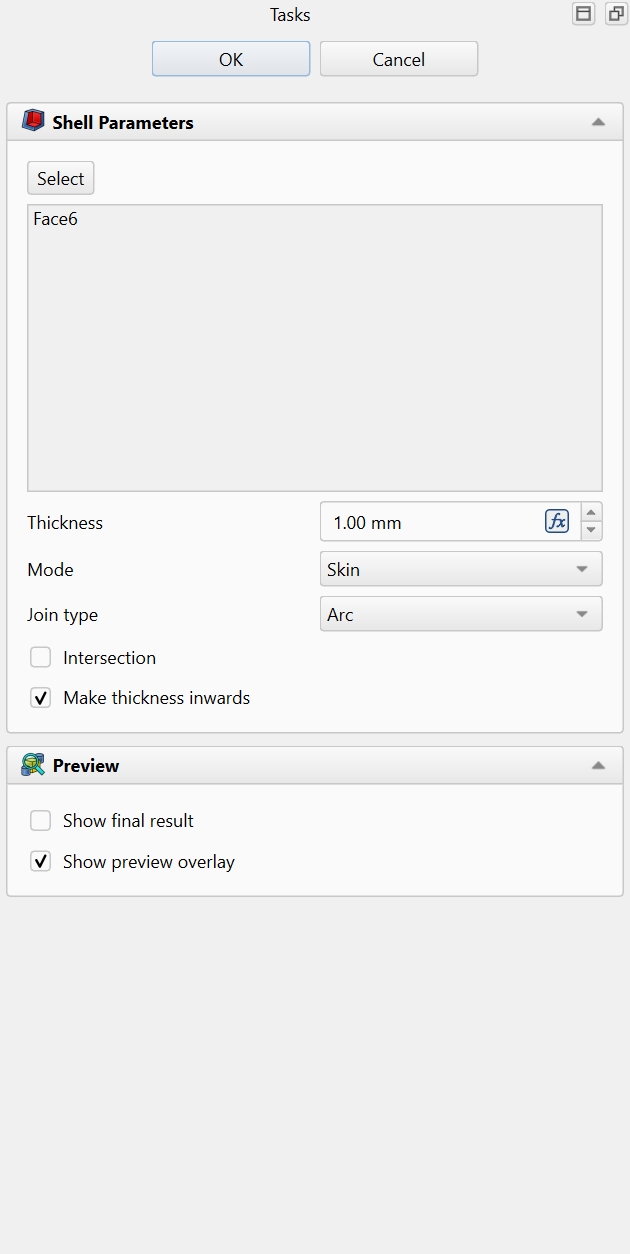 Tasks
OK Cancel
Shell Parameters
Select
Face6
Thickness 1.00 mm fx
Mode Skin
Join type Arc
Intersection
Make thickness inwards
Preview
Show final result
Show preview overlay